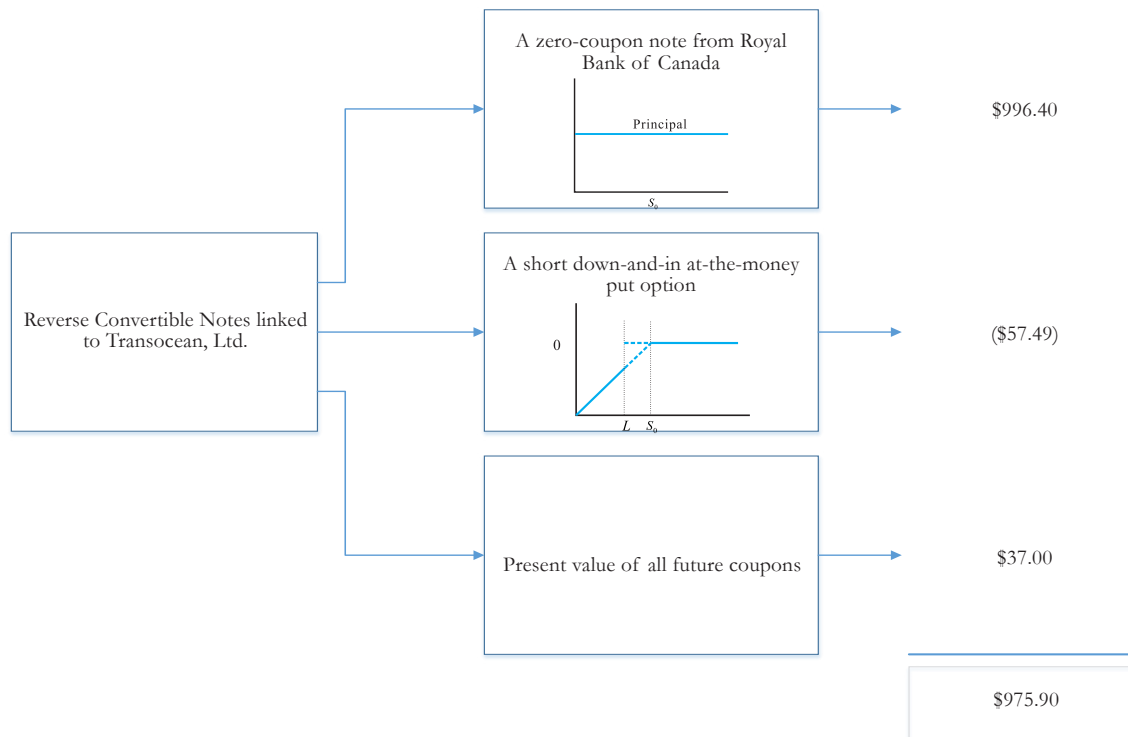 A zero-coupon note from Royal
Bank of Canada
Principal
S₀
$996.40
Reverse Convertible Notes linked
to Transocean, Ltd.
A short down-and-in at-the-money
put option
0
L S₀
($57.49)
Present value of all future coupons
$37.00
$975.90